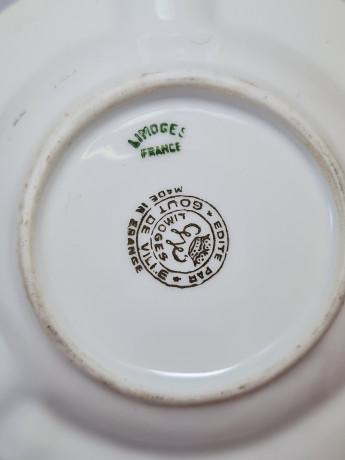 LIMOGES
FRANCE
EDITE PAR * GOUT DE VILLE *
MADE IN FRANCE
LIMOGES